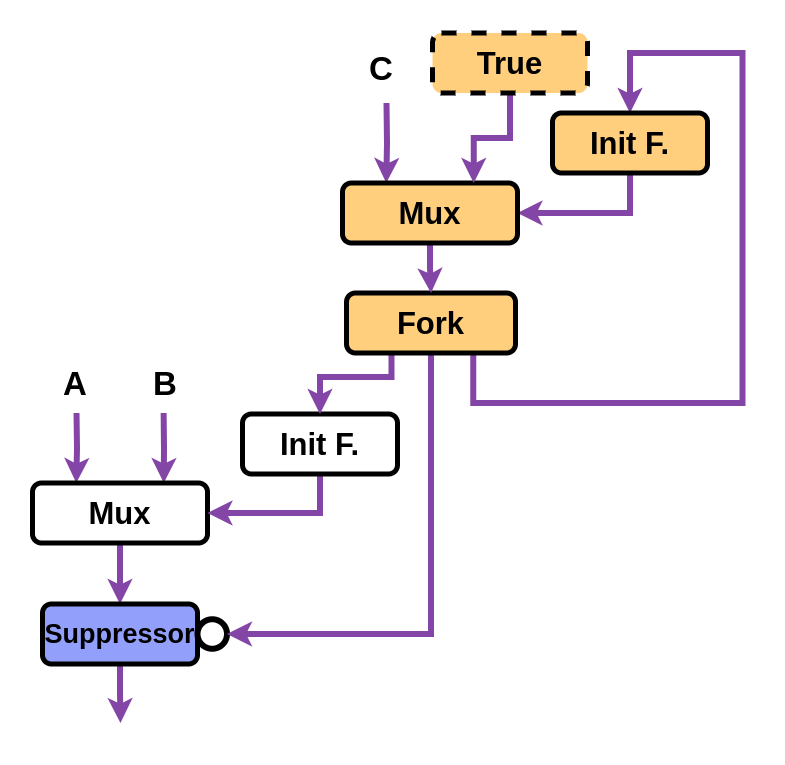 True
C
Init F.
Mux
Fork
A
B
Init F.
Mux
Suppressor